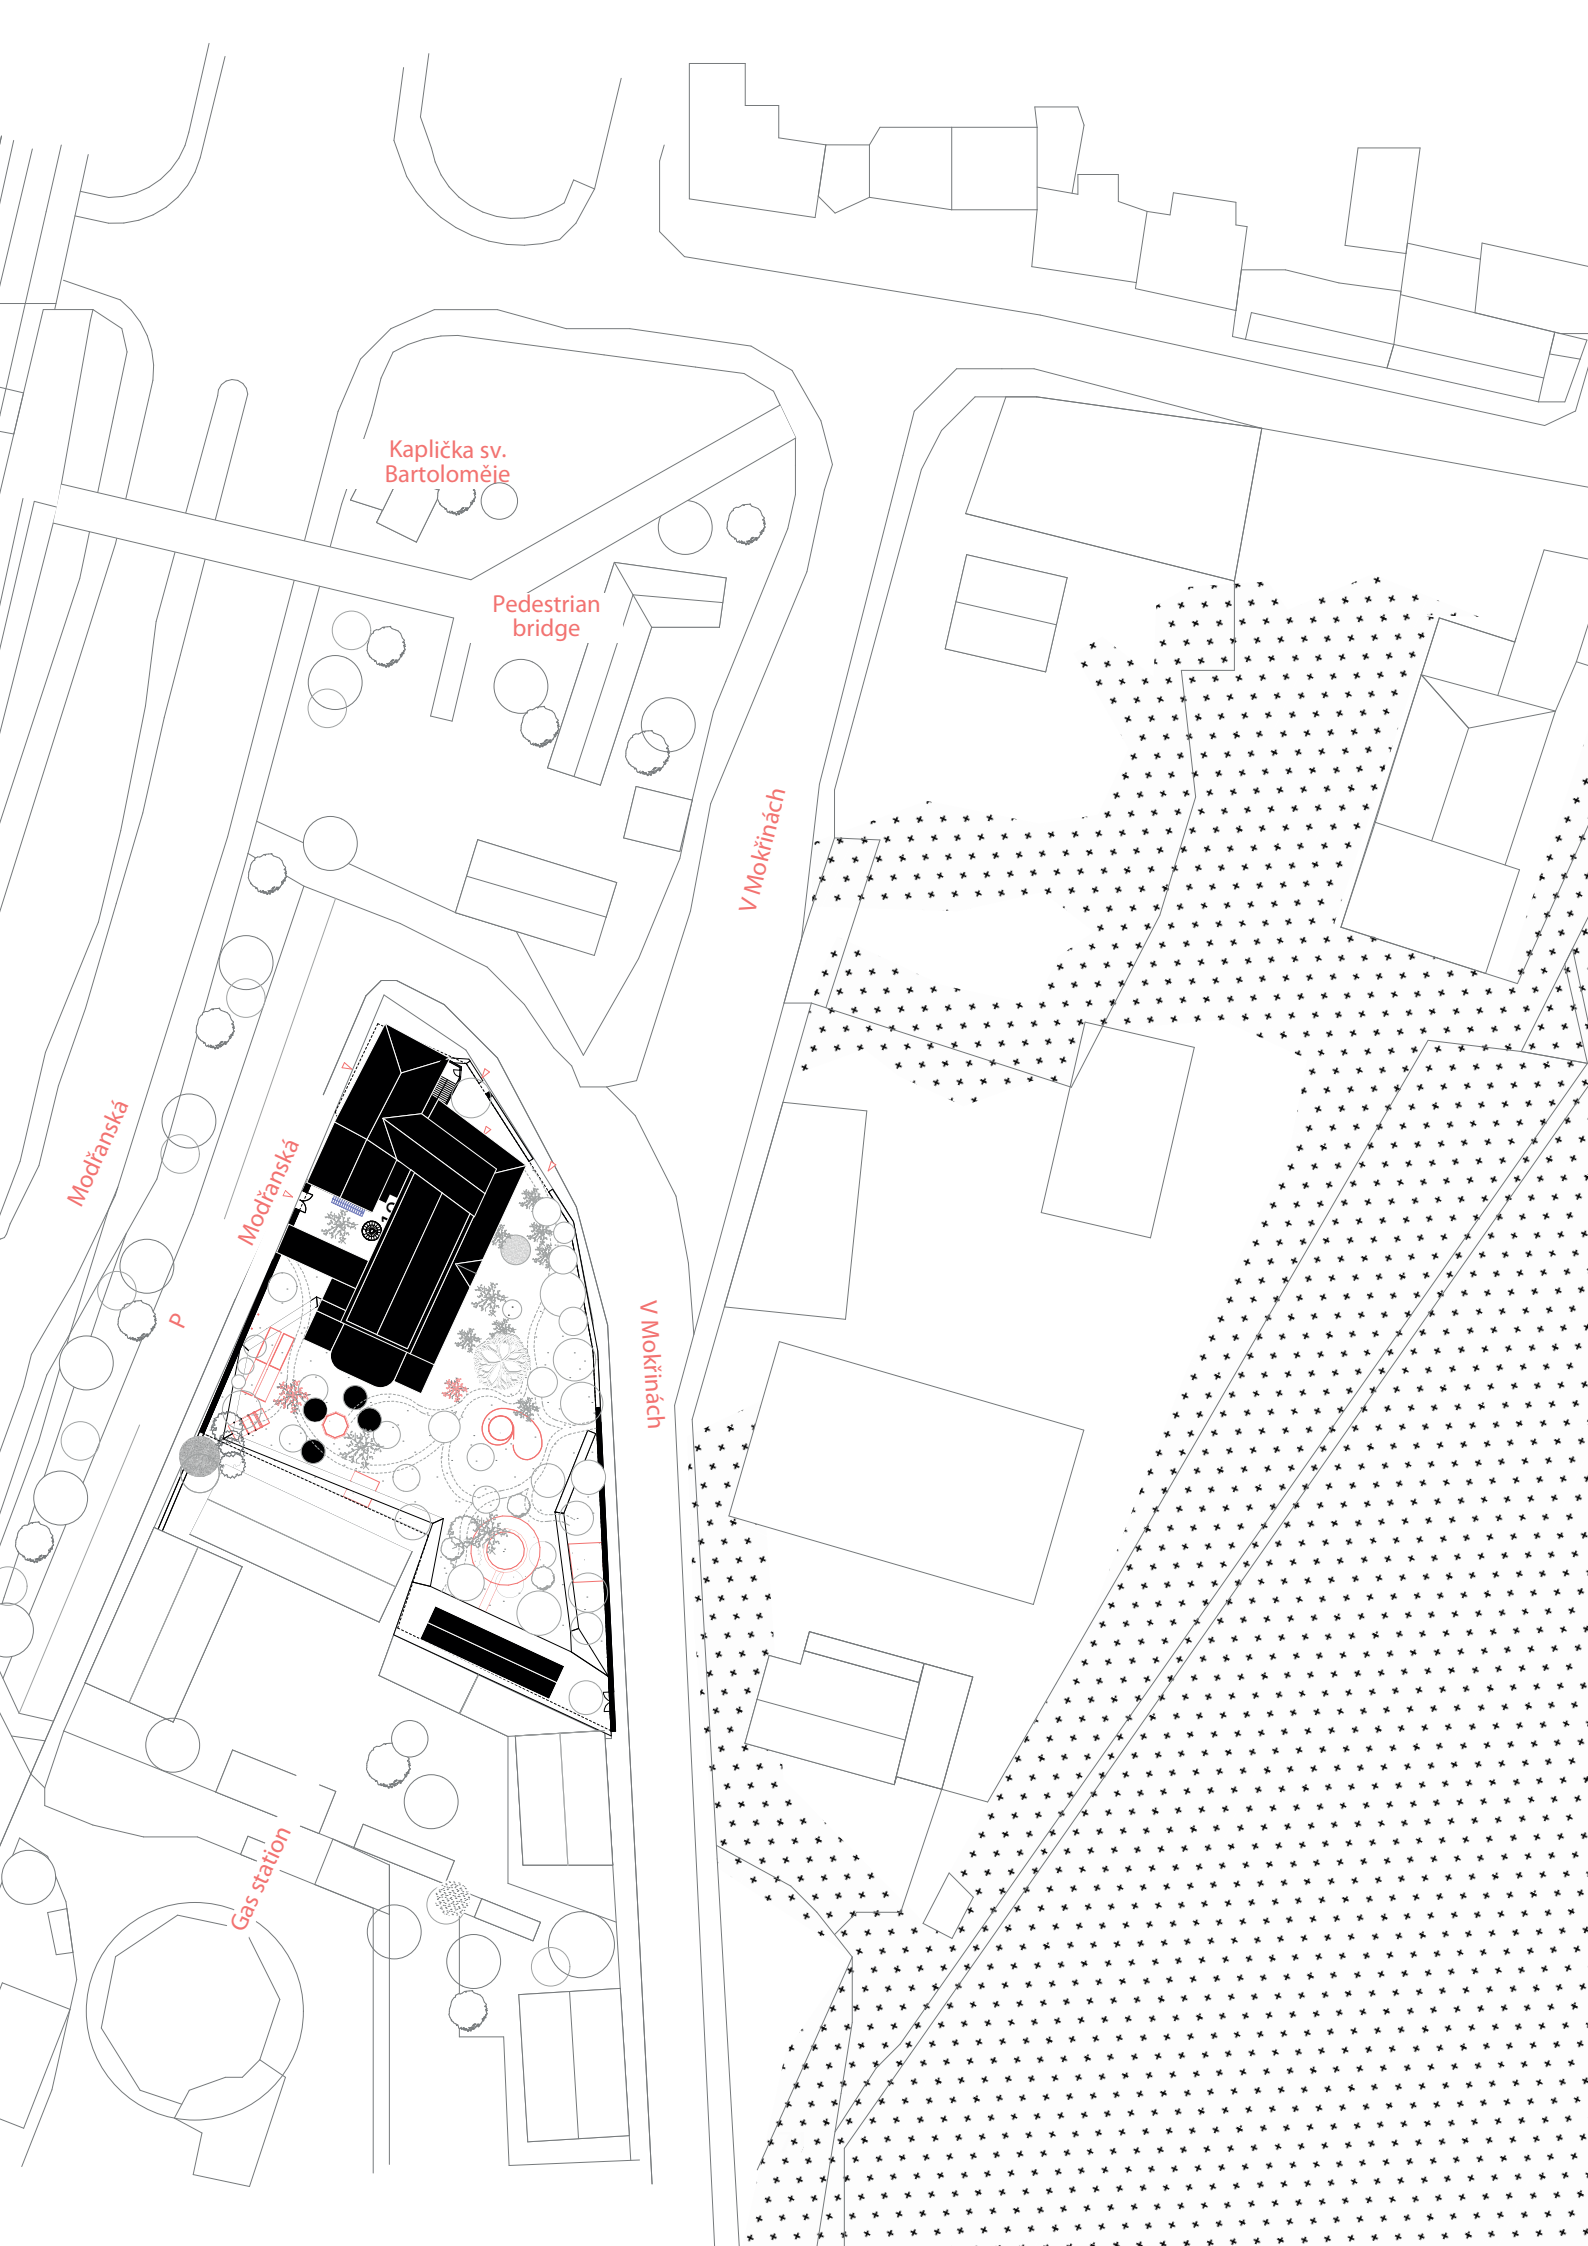 Kaplička sv.
Bartoloměje
Pedestrian
bridge
V Mokřinách
Modřanská
Modřanská
P
V Mokřinách
Gas station